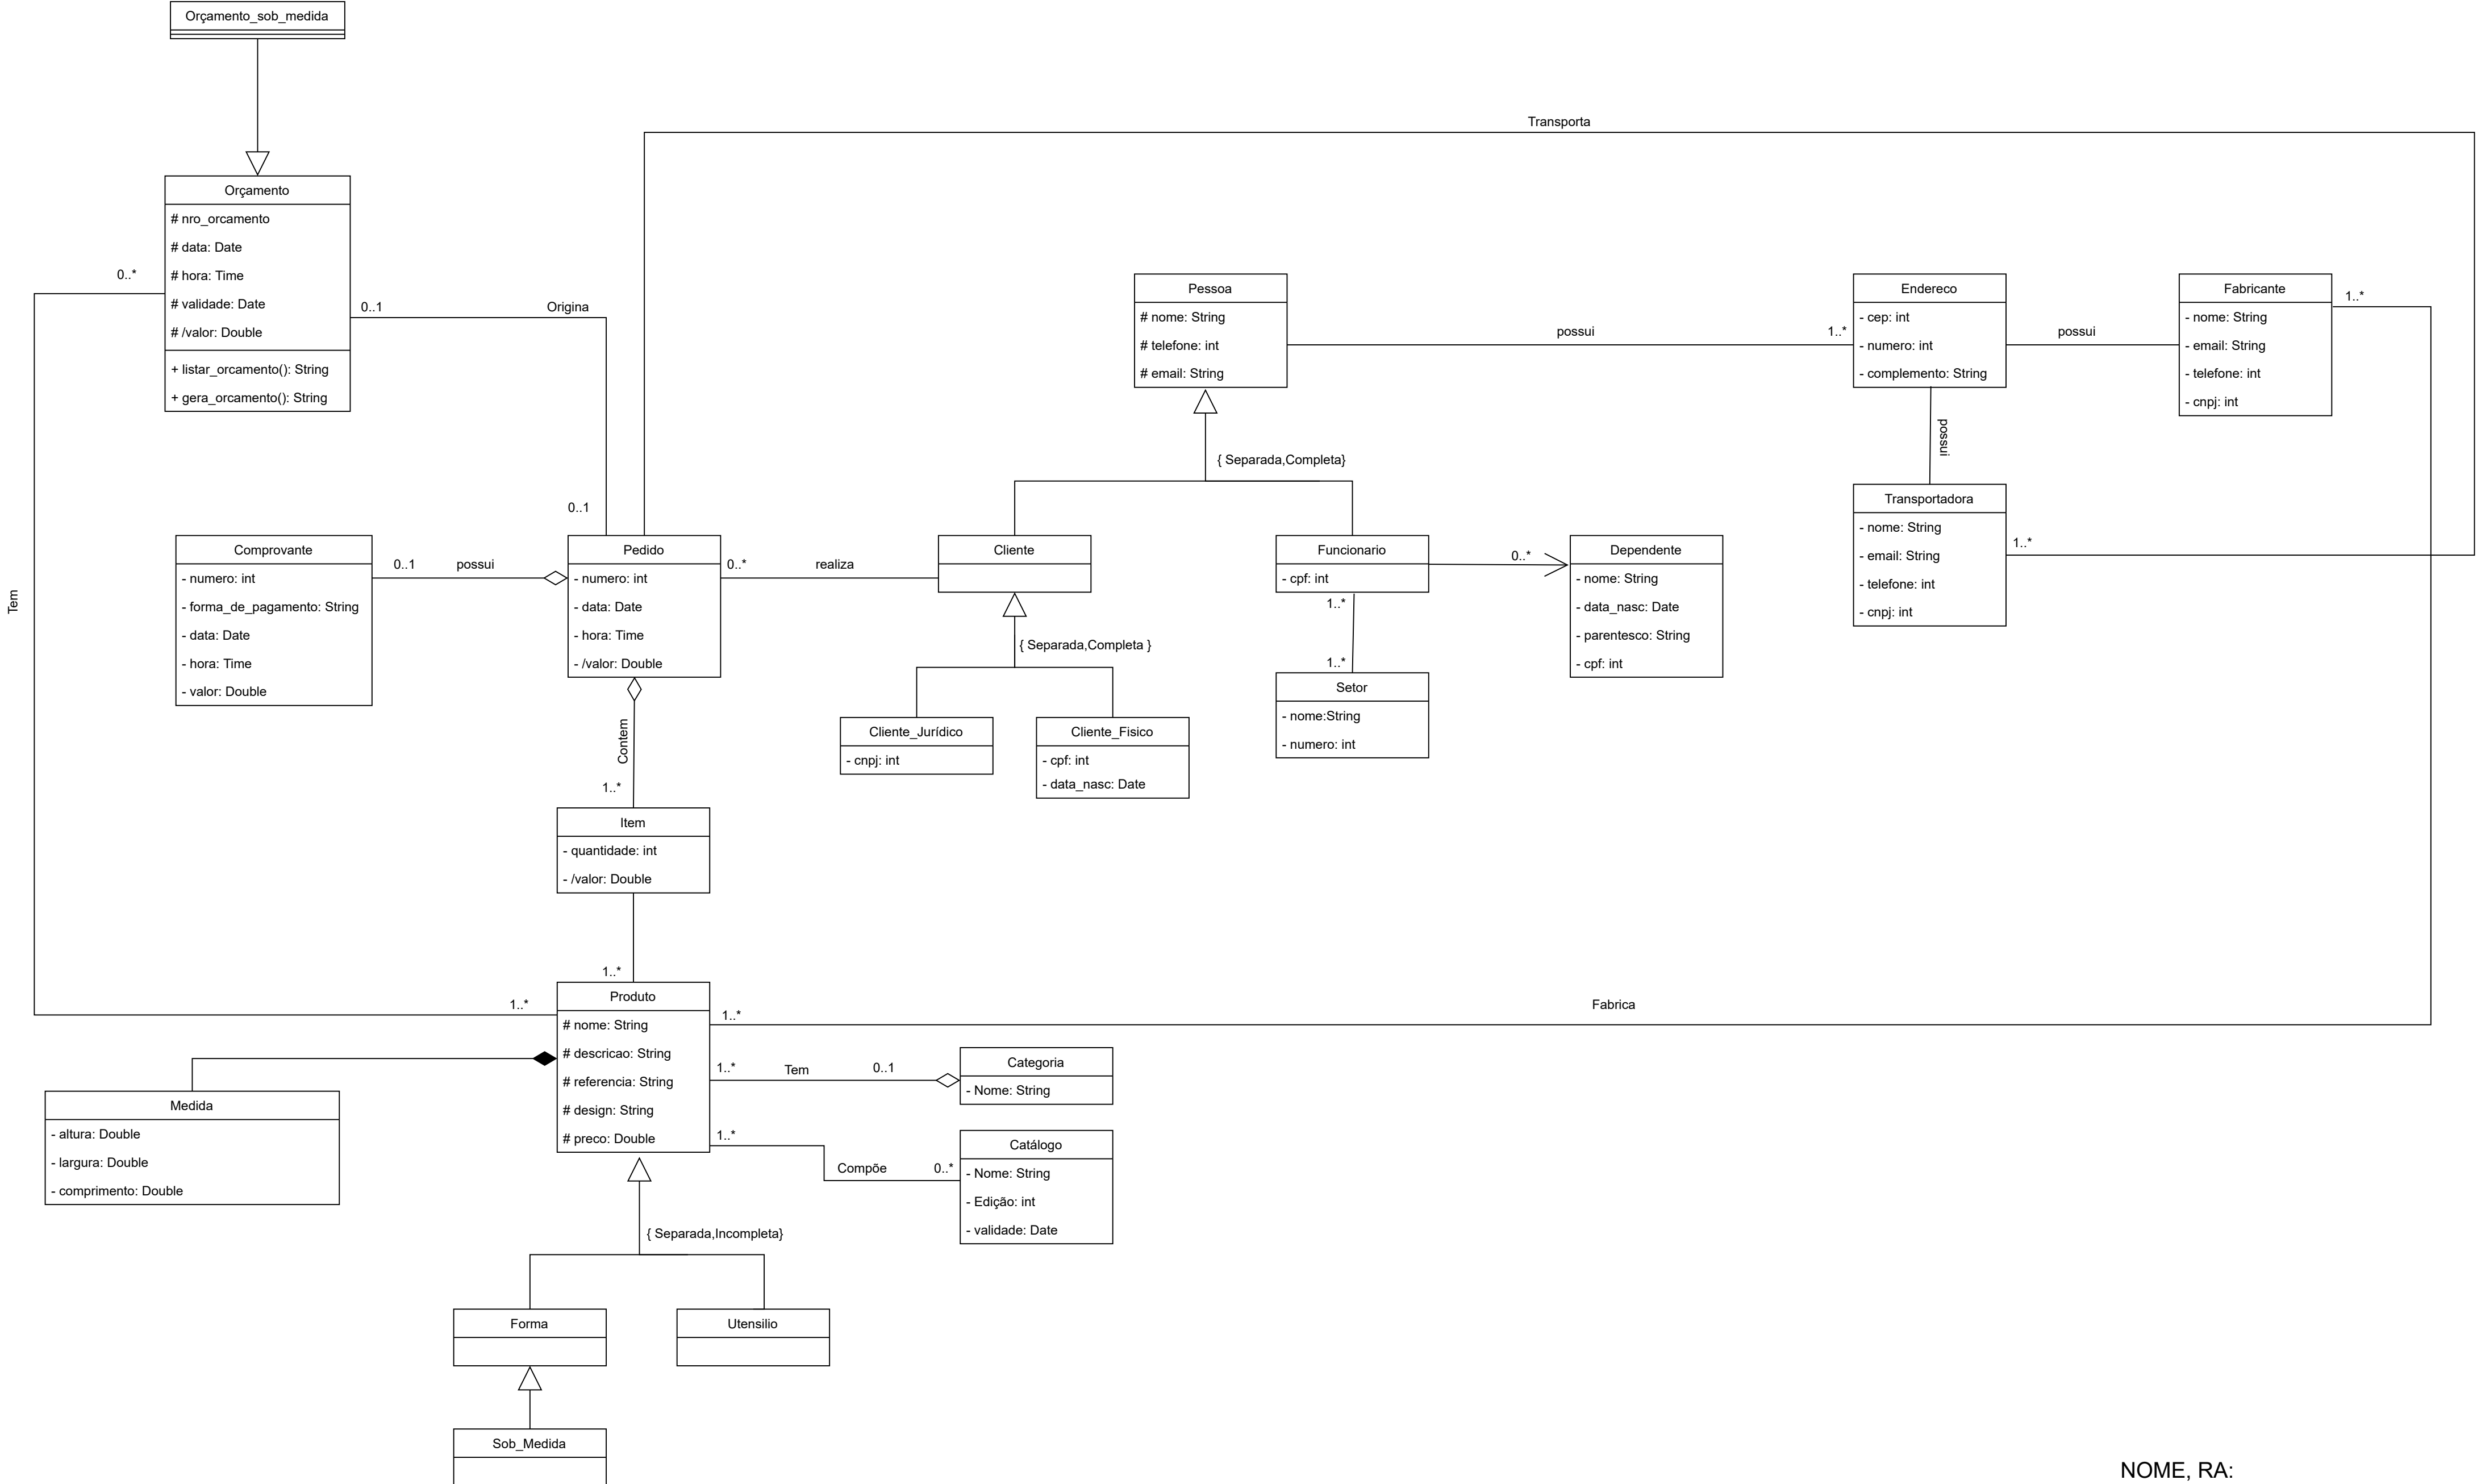 Orçamento_sob_medida
Transporta
Orçamento
# nro_orcamento
# data: Date
# hora: Time
# validade: Date
# /valor: Double
+ listar_orcamento(): String
+ gera_orcamento(): String
0..*
0..1
Origina
0..1
Tem
Pessoa
# nome: String
# telefone: int
# email: String
possui
1..*
Endereco
- cep: int
- numero: int
- complemento: String
possui
Fabricante
- nome: String
- email: String
- telefone: int
- cnpj: int
1..*
possui
{ Separada,Completa}
Transportadora
- nome: String
- email: String
- telefone: int
- cnpj: int
1..*
Comprovante
- numero: int
- forma_de_pagamento: String
- data: Date
- hora: Time
- valor: Double
0..1
possui
Pedido
- numero: int
- data: Date
- hora: Time
- /valor: Double
0..*
realiza
Cliente
Funcionario
- cpf: int
0..*
Dependente
- nome: String
- data_nasc: Date
- parentesco: String
- cpf: int
1..*
1..*
Setor
- nome:String
- numero: int
{ Separada,Completa }
Cliente_Jurídico
- cnpj: int
Cliente_Fisico
- cpf: int
- data_nasc: Date
Contem
1..*
Item
- quantidade: int
- /valor: Double
1..*
1..*
Produto
# nome: String
# descricao: String
# referencia: String
# design: String
# preco: Double
1..*
Fabrica
1..*
Tem
0..1
Categoria
- Nome: String
1..*
Compõe
0..*
Catálogo
- Nome: String
- Edição: int
- validade: Date
Medida
- altura: Double
- largura: Double
- comprimento: Double
{ Separada,Incompleta}
Forma
Utensilio
Sob_Medida
NOME, RA: